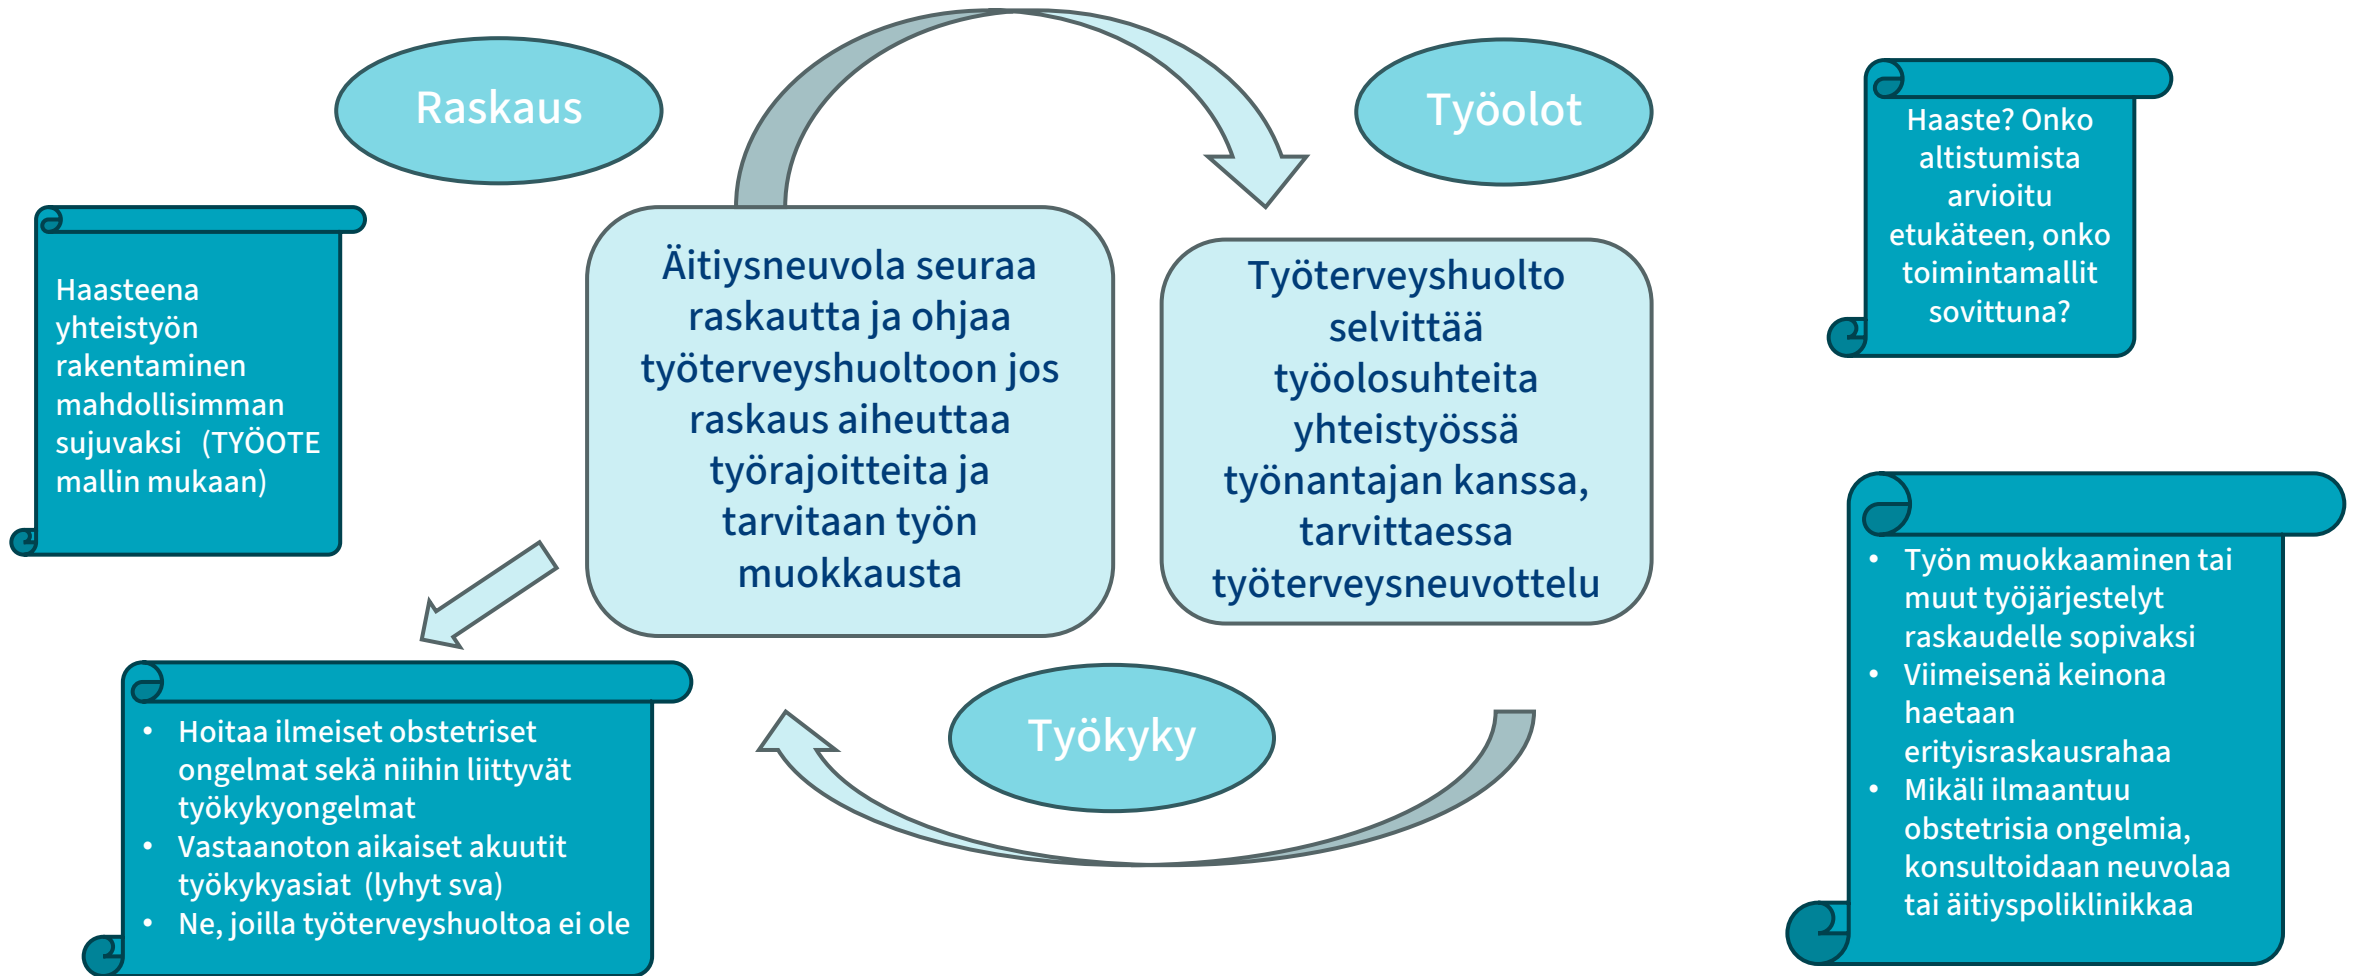 Raskaus
Työolot
Haaste? Onko
altistumista
arvioitu
etukäteen, onko
toimintamallit
sovittuna?
Haasteena
yhteistyön
rakentaminen
mahdollisimman
sujuvaksi (TYÖOTE
mallin mukaan)
Äitiysneuvola seuraa
raskautta ja ohjaa
työterveyshuoltoon jos
raskaus aiheuttaa
työrajoitteita ja
tarvitaan työn
muokkausta
Työterveyshuolto
selvittää
työolosuhteita
yhteistyössä
työnantajan kanssa,
tarvittaessa
työterveysneuvottelu
Työkyky
• Hoitaa ilmeiset obstetriset
ongelmat sekä niihin liittyvät
työkykyongelmat
• Vastaanoton aikaiset akuutit
työkykyasiat (lyhyt sva)
• Ne, joilla työterveyshuoltoa ei ole
• Työn muokkaaminen tai
muut työjärjestelyt
raskaudelle sopivaksi
• Viimeisenä keinona
haetaan
erityisraskausrahaa
• Mikäli ilmaantuu
obstetrisia ongelmia,
konsultoidaan neuvolaa
tai äitiyspoliklinikkaa